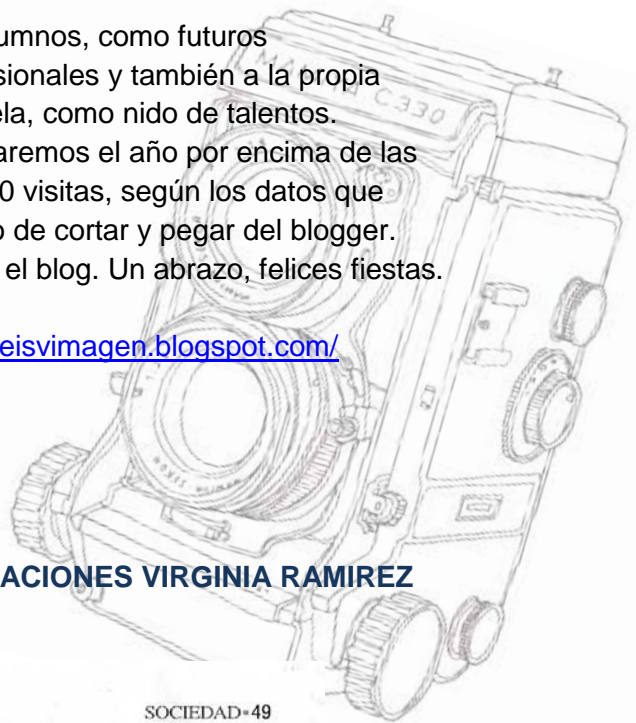 umnos, como futuros
sionales y también a la propia
ela, como nido de talentos.
aremos el año por encima de las
0 visitas, según los datos que
o de cortar y pegar del blogger.
el blog. Un abrazo, felices fiestas.
eisvimagen.blogspot.com/
MAMIYA C330
ACIONES VIRGINIA RAMIREZ
SOCIEDAD-49